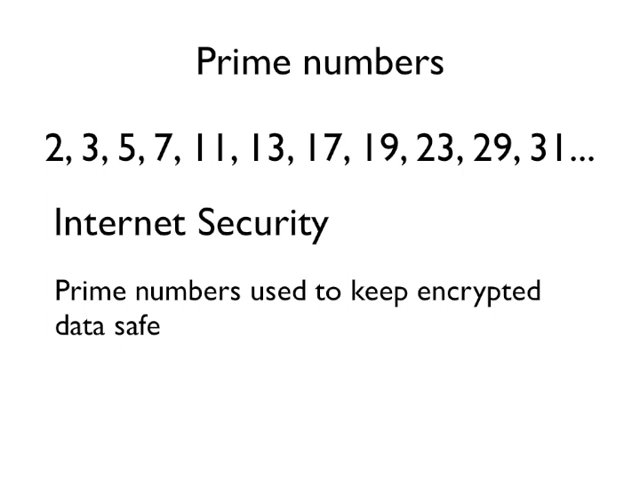 Prime numbers
2, 3, 5, 7, 11, 13, 17, 19, 23, 29, 31...
Internet Security
Prime numbers used to keep encrypted
data safe